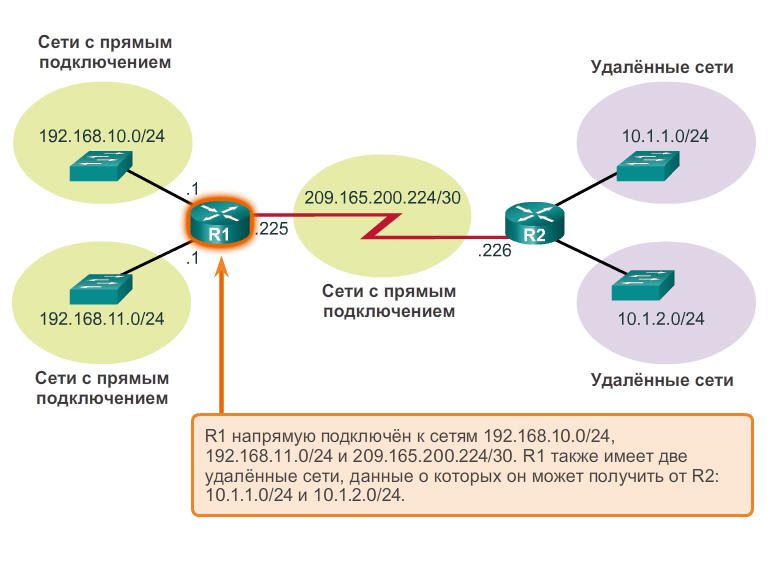 Сети с прямым
подключением
192.168.10.0/24
.1
R1
.1
192.168.11.0/24
Сети с прямым
подключением
209.165.200.224/30
.225
.226
Сети с прямым
подключением
R2
Удалённые сети
10.1.1.0/24
10.1.2.0/24
Удалённые сети
R1 напрямую подключён к сетям 192.168.10.0/24,
192.168.11.0/24 и 209.165.200.224/30. R1 также имеет две
удалённые сети, данные о которых он может получить от R2:
10.1.1.0/24 и 10.1.2.0/24.